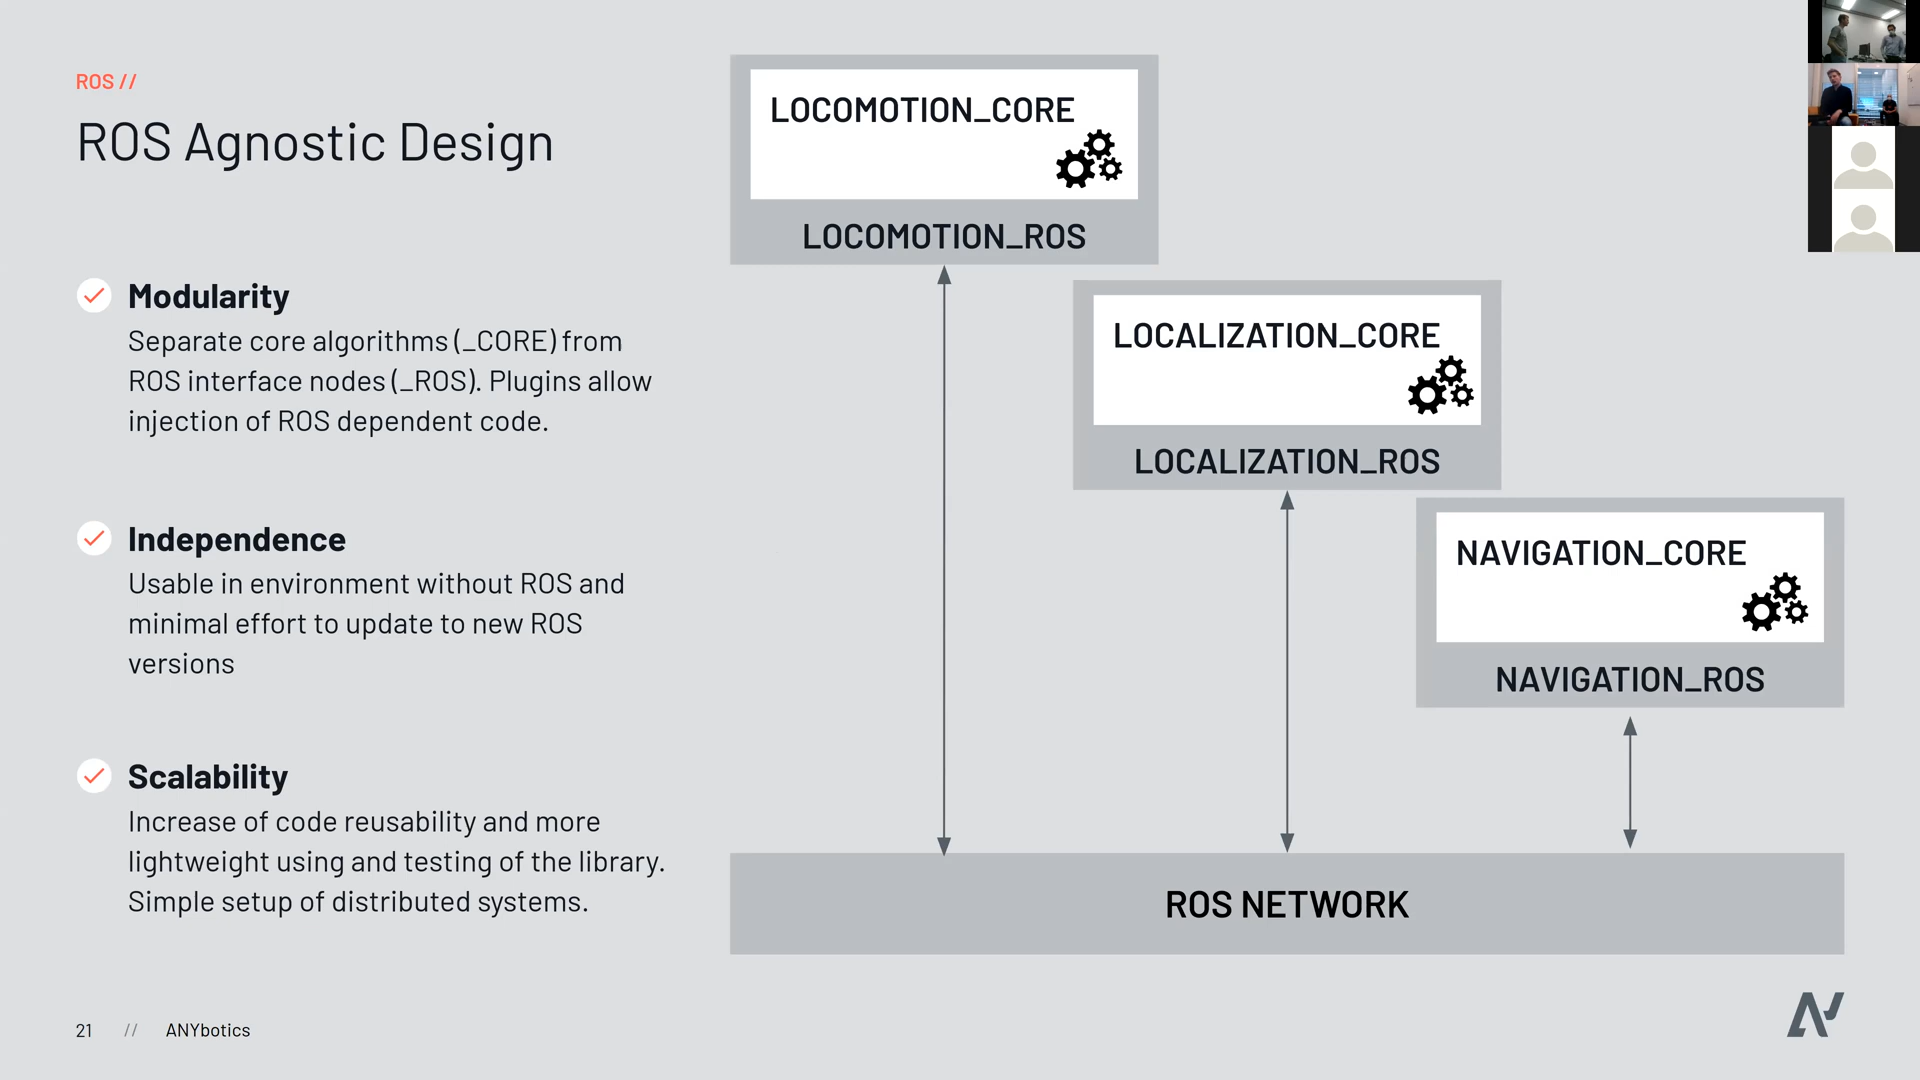 ROS //
ROS Agnostic Design
Modularity
Separate core algorithms (_CORE) from
ROS interface nodes (_ROS). Plugins allow
injection of ROS dependent code.
Independence
Usable in environment without ROS and
minimal effort to update to new ROS
versions
Scalability
Increase of code reusability and more
lightweight using and testing of the library.
Simple setup of distributed systems.
LOCOMOTION_CORE
LOCOMOTION_ROS
LOCALIZATION_CORE
LOCALIZATION_ROS
NAVIGATION_CORE
NAVIGATION_ROS
ROS NETWORK
21 // ANYbotics